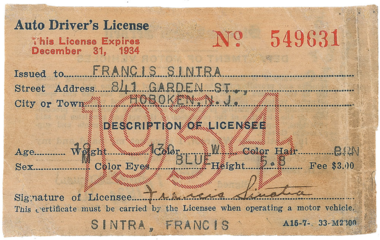 Auto Driver's License
This License Expires
December 31, 1934
No. 549631
Issued to FRANCIS SINTRA
Street Address 841 GARDEN ST.,
City or Town HOBOKEN, N.J.
1934
DESCRIPTION OF LICENSEE
Age Weight W Color Hair
Sex M Color Eyes BLUE Height 5.8 Fee $3.00
Signature of Licensee Francis Sinatra
This certificate must be carried by the Licensee when operating a motor vehicle.
SINTRA, FRANCIS